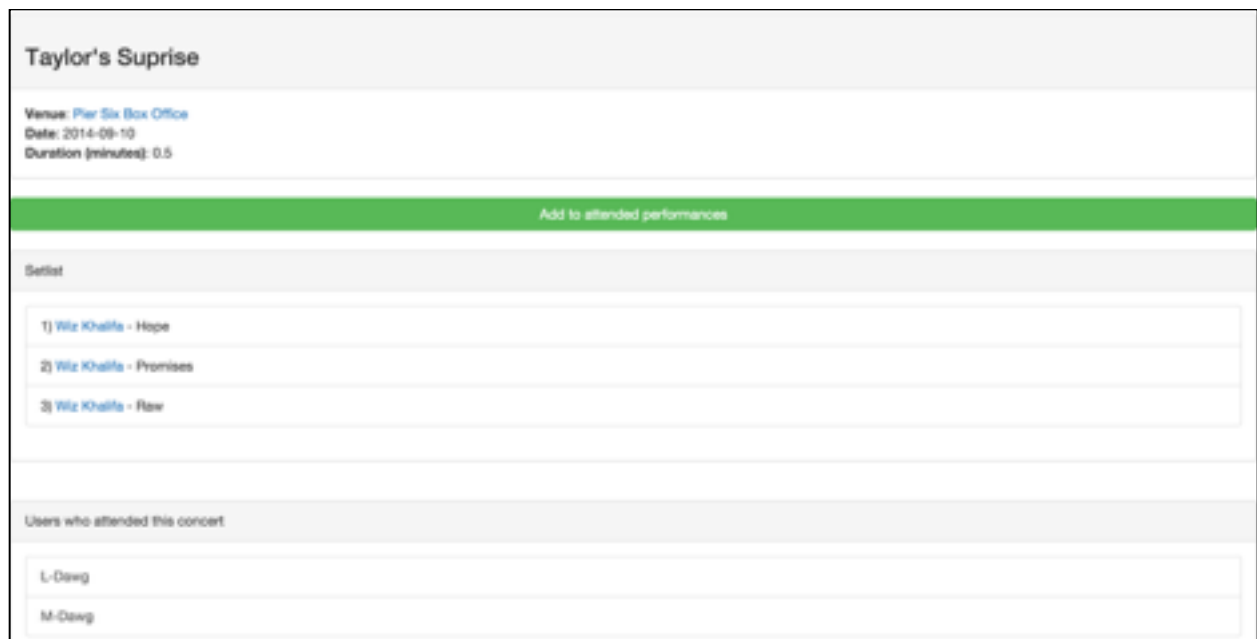 Taylor's Suprise
Venue: Pier Six Box Office
Date: 2014-09-10
Duration (minutes): 0.5
Add to attended performances
Setlist
1) Wiz Khalifa - Hope
2) Wiz Khalifa - Promises
3) Wiz Khalifa - Raw
Users who attended this concert
L-Dawg
M-Dawg